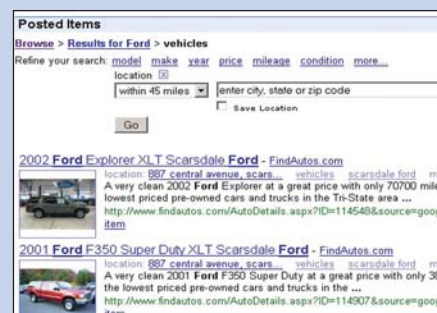 Posted Items
Browse > Results for Ford > vehicles
Refine your search: model make year price mileage condition more...
location
within 45 miles enter city, state or zip code
Save Location
Go
2002 Ford Explorer XLT Scarsdale Ford - FindAutos.com
location: 887 central avenue, scars... vehicles scarsdale ford m
A very clean 2002 Ford Explorer at a great price with only 70700 mile
lowest priced pre-owned cars and trucks in the Tri-State area ...
http://www.findautos.com/AutoDetails.aspx?ID=114548&source=goog
item
2001 Ford F350 Super Duty XLT Scarsdale Ford - FindAutos.com
location: 887 central avenue, scars... vehicles scarsdale ford m
A very clean 2001 Ford F350 Super Duty at a great price with only 38
the lowest priced pre-owned cars and trucks in the ...
http://www.findautos.com/AutoDetails.aspx?ID=114907&source=goog
item